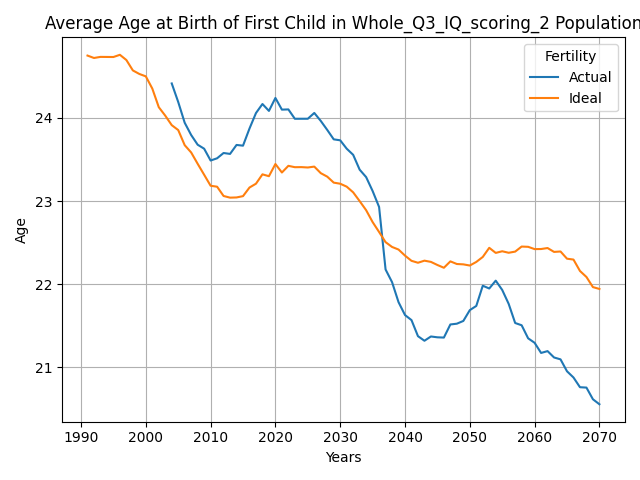 Average Age at Birth of First Child in Whole_Q3_IQ_scoring_2 Population
Fertility
Actual
Ideal
Age
24
23
22
21
1990 2000 2010 2020 2030 2040 2050 2060 2070
Years